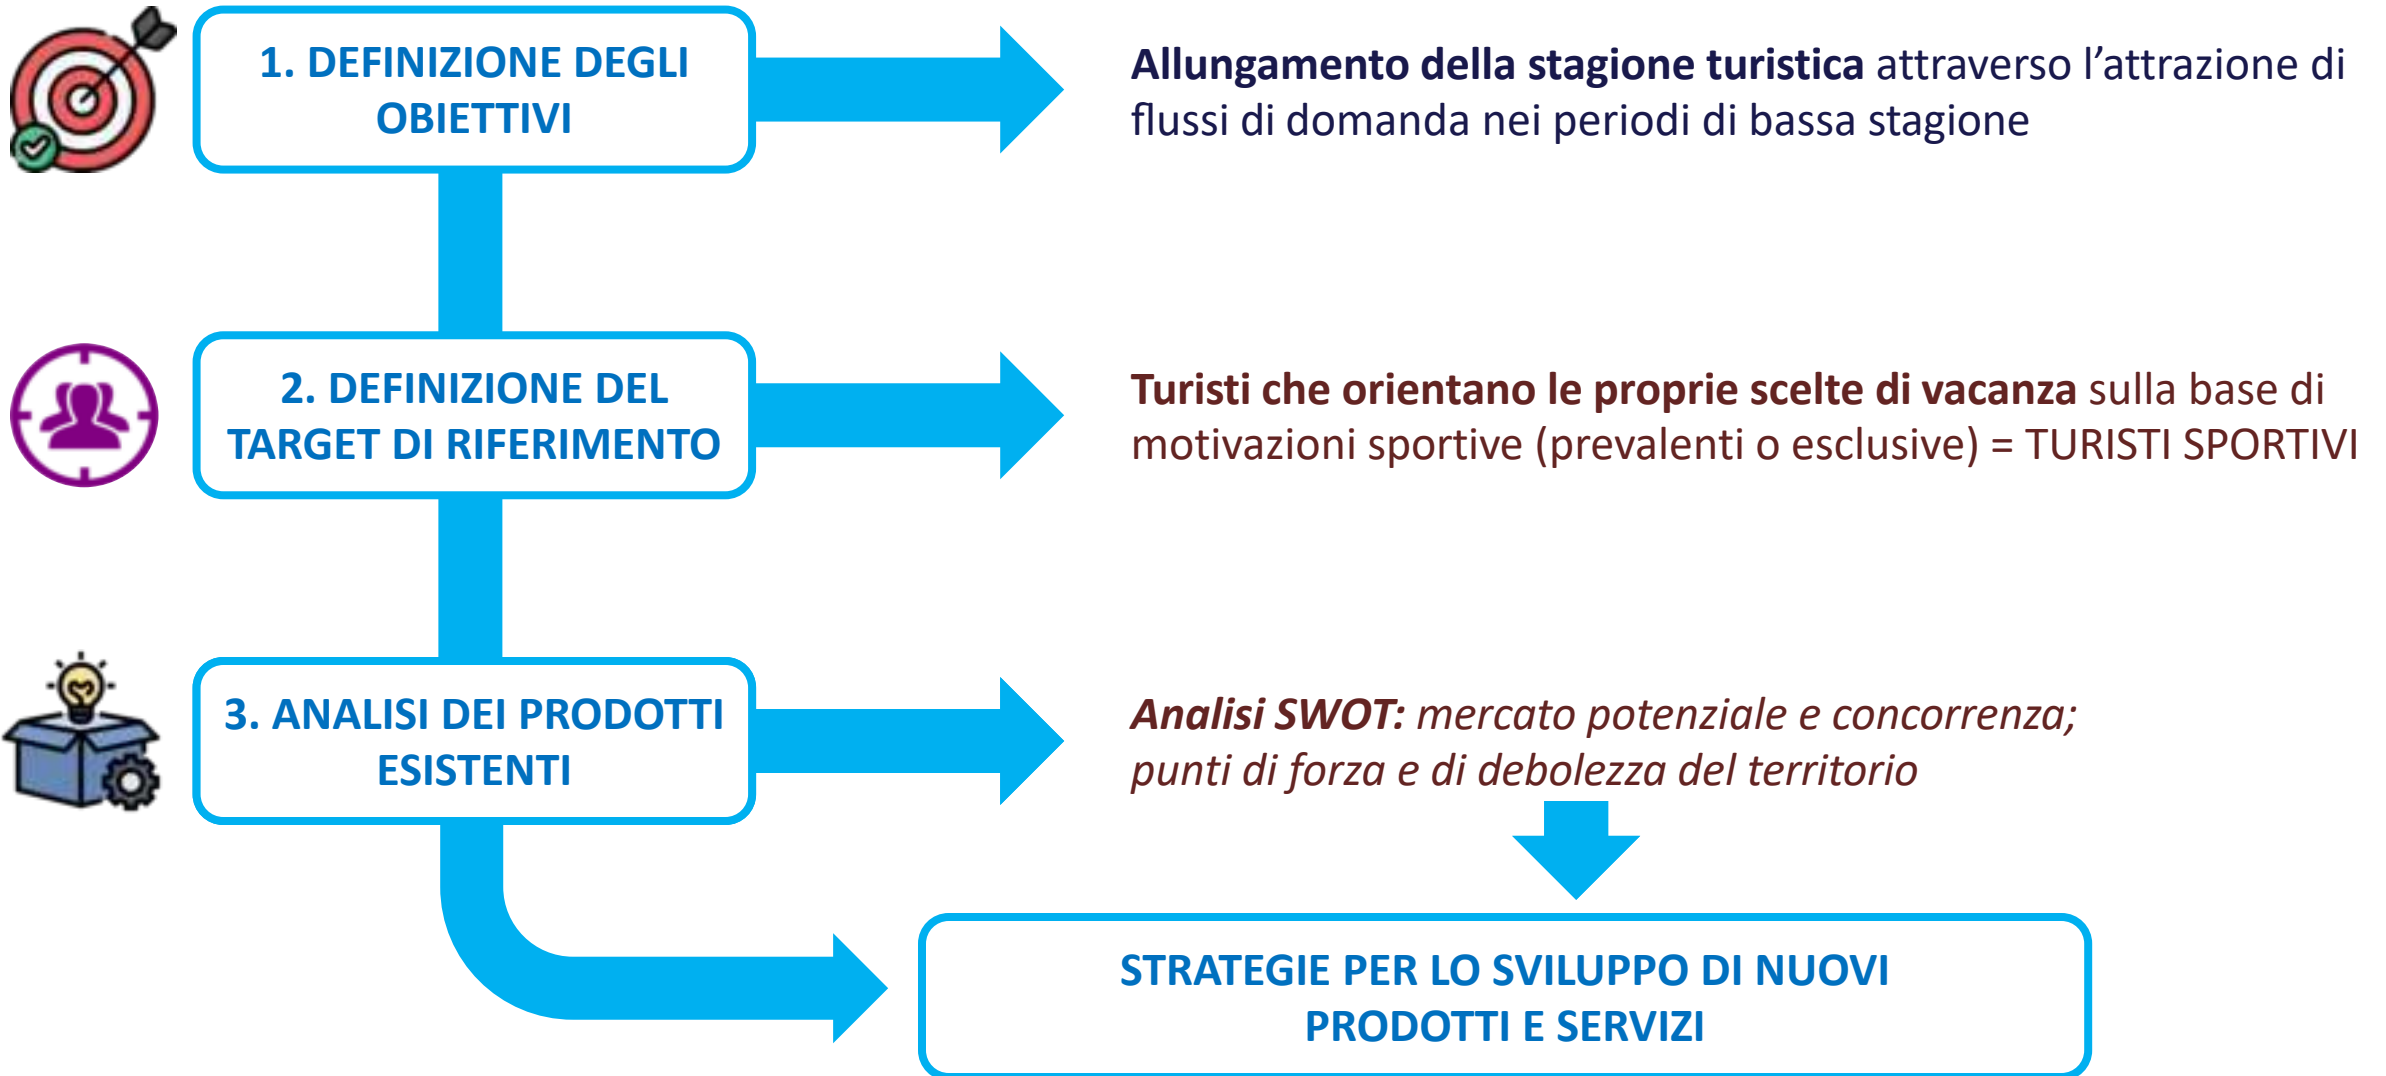 1. DEFINIZIONE DEGLI
OBIETTIVI
Allungamento della stagione turistica attraverso l’attrazione di
flussi di domanda nei periodi di bassa stagione
2. DEFINIZIONE DEL
TARGET DI RIFERIMENTO
Turisti che orientano le proprie scelte di vacanza sulla base di
motivazioni sportive (prevalenti o esclusive) = TURISTI SPORTIVI
3. ANALISI DEI PRODOTTI
ESISTENTI
Analisi SWOT: mercato potenziale e concorrenza;
punti di forza e di debolezza del territorio
STRATEGIE PER LO SVILUPPO DI NUOVI
PRODOTTI E SERVIZI